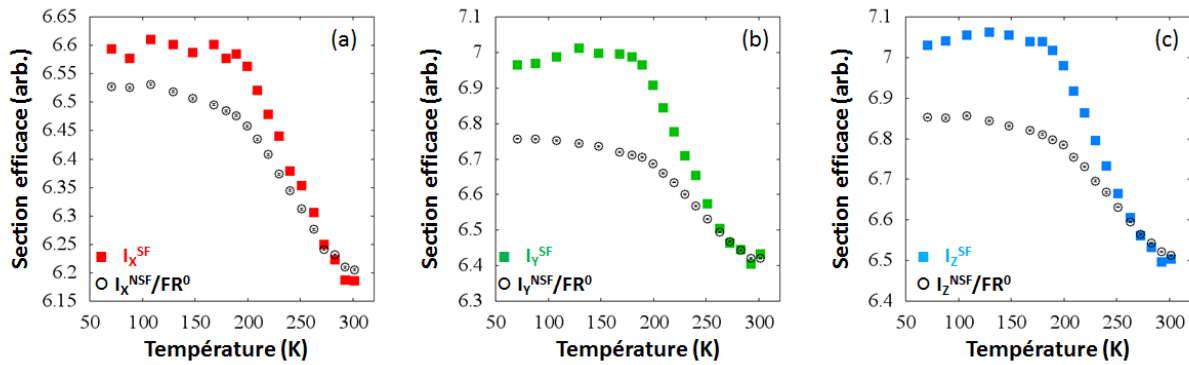 Section efficace (arb.)
6.65
6.6
6.55
6.5
6.45
6.4
6.35
6.3
6.25
6.2
6.15
(a)
I_X^SF
I_X^NSF/FR^0
50 100 150 200 250 300
Température (K)
Section efficace (arb.)
7.1
7
6.9
6.8
6.7
6.6
6.5
6.4
6.3
(b)
I_Y^SF
I_Y^NSF/FR^0
50 100 150 200 250 300
Température (K)
Section efficace (arb.)
7.1
7
6.9
6.8
6.7
6.6
6.5
6.4
(c)
I_Z^SF
I_Z^NSF/FR^0
50 100 150 200 250 300
Température (K)